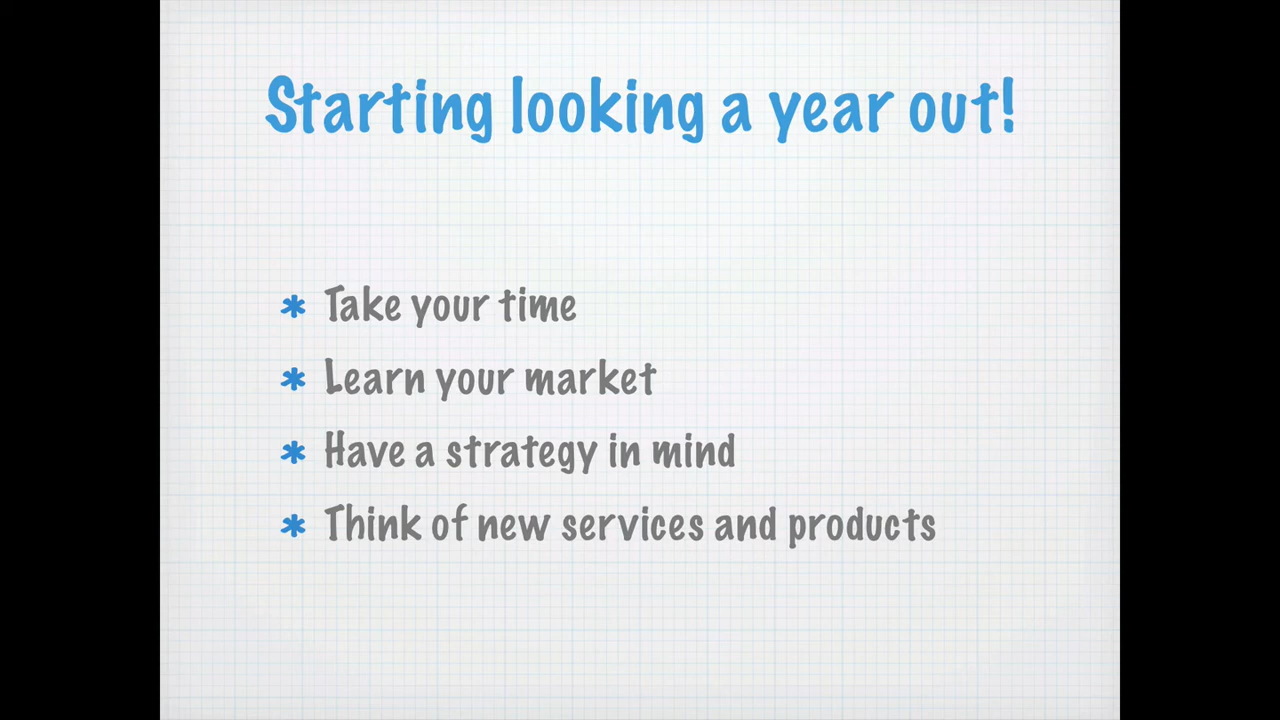 Starting looking a year out!
* Take your time
* Learn your market
* Have a strategy in mind
* Think of new services and products